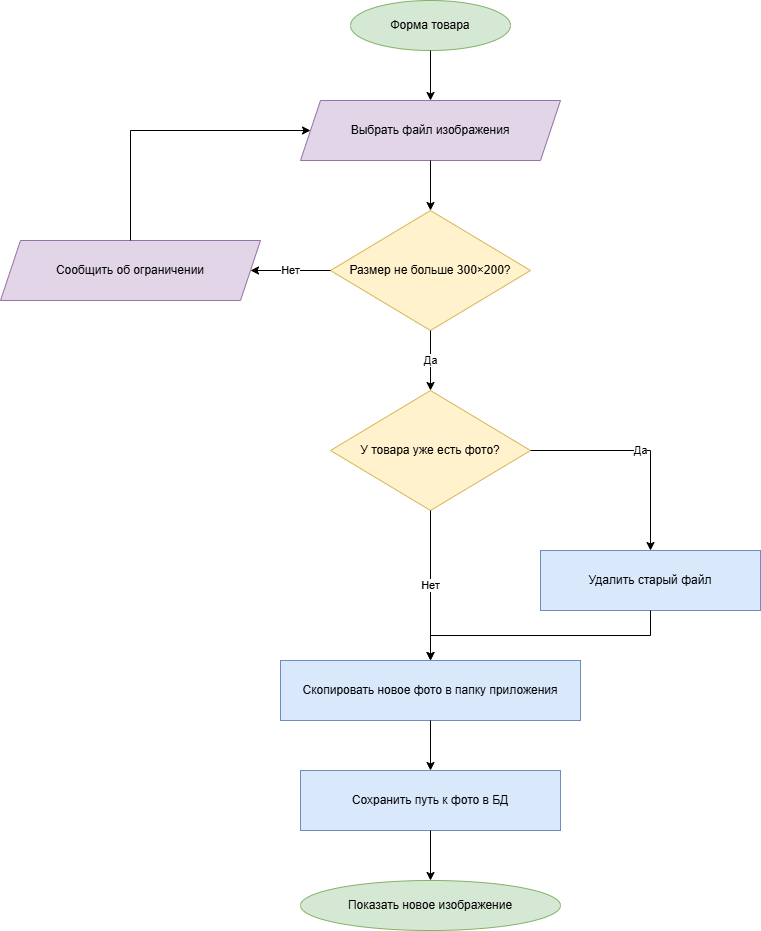 Форма товара
Выбрать файл изображения
Сообщить об ограничении
Нет
Размер не больше 300×200?
Да
У товара уже есть фото?
Да
Удалить старый файл
Нет
Скопировать новое фото в папку приложения
Сохранить путь к фото в БД
Показать новое изображение